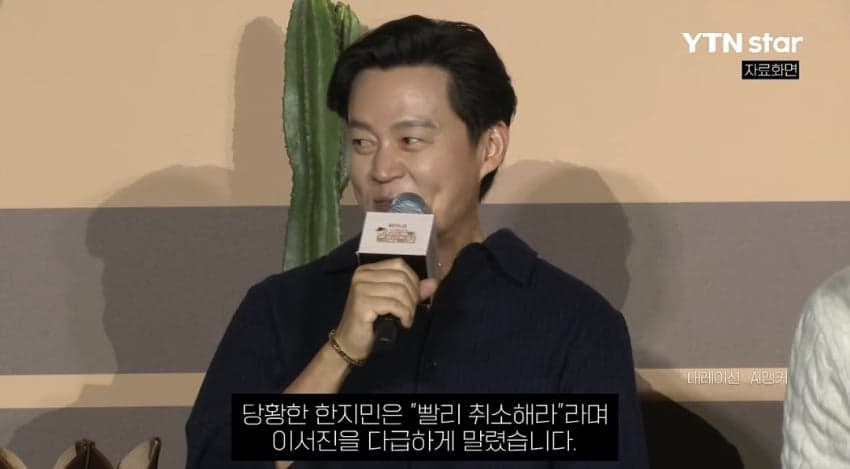 YTN star
자료화면
NETFLIX
내레이션 AI앵커
당황한 한지민은 "빨리 취소해라"라며
이서진을 다급하게 말렸습니다.